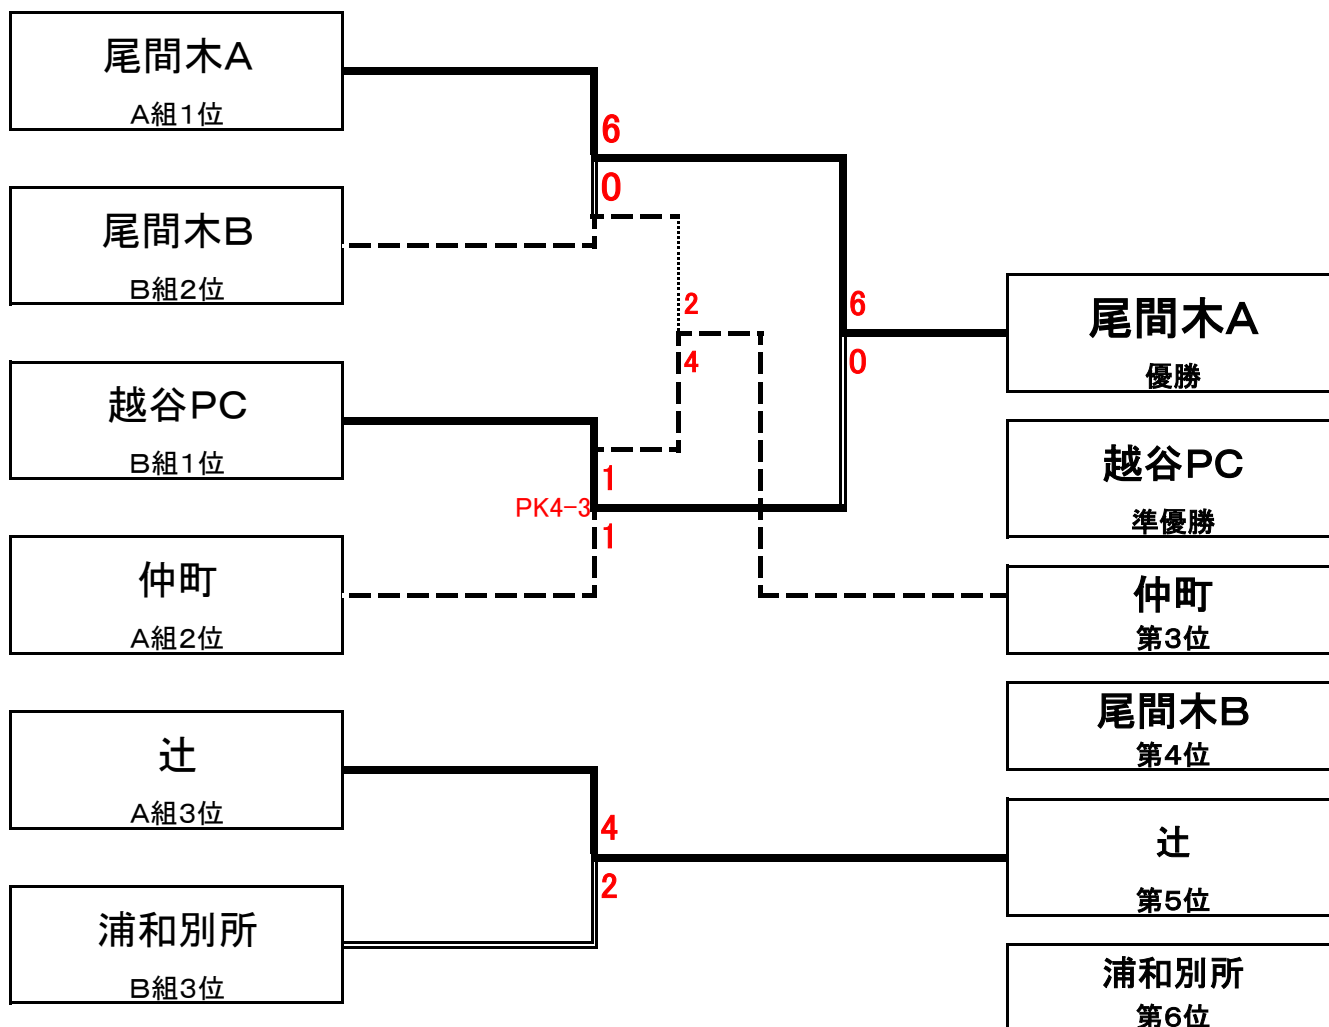 尾間木A
A組1位
6
0
尾間木B
B組2位
2
4
6
0
尾間木A
優勝
越谷PC
B組1位
1
PK4-3
1
越谷PC
準優勝
仲町
A組2位
仲町
第3位
尾間木B
第4位
辻
A組3位
4
2
辻
第5位
浦和別所
B組3位
浦和別所
第6位